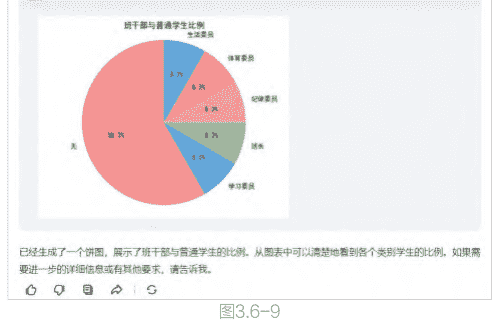 班干部与普通学生比例
生活委员
体育委员
纪律委员
无
班长
学习委员
已经生成了一个饼图，展示了班干部与普通学生的比例。从图表中可以清楚地看到各个类别学生的比例。如果需
要进一步的详细信息或有其他要求，请告诉我。
图3.6-9